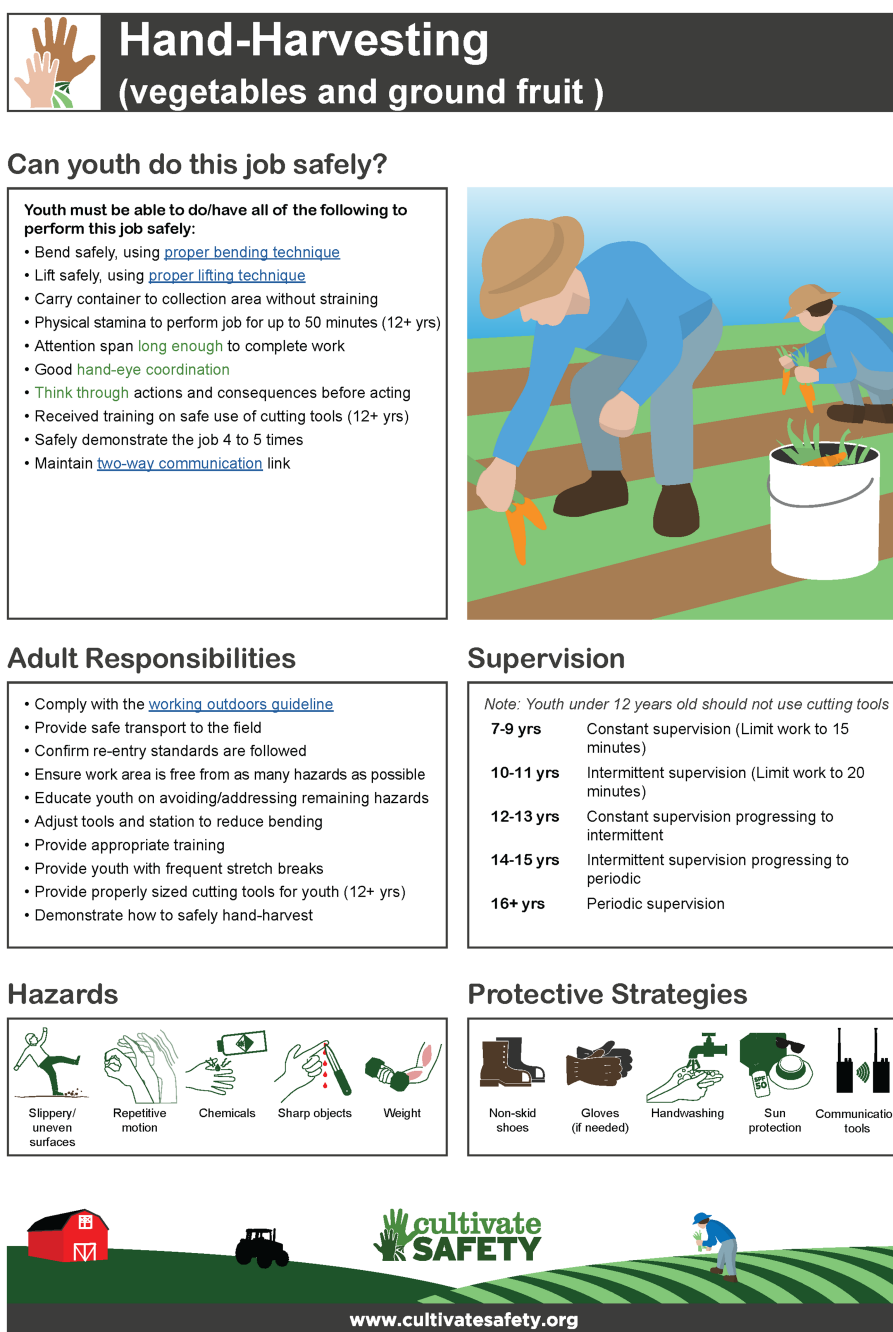 Hand-Harvesting
(vegetables and ground fruit )
Can youth do this job safely?
Youth must be able to do/have all of the following to
perform this job safely:
• Bend safely, using proper bending technique
• Lift safely, using proper lifting technique
• Carry container to collection area without straining
• Physical stamina to perform job for up to 50 minutes (12+ yrs)
• Attention span long enough to complete work
• Good hand-eye coordination
• Think through actions and consequences before acting
• Received training on safe use of cutting tools (12+ yrs)
• Safely demonstrate the job 4 to 5 times
• Maintain two-way communication link
Adult Responsibilities
• Comply with the working outdoors guideline
• Provide safe transport to the field
• Confirm re-entry standards are followed
• Ensure work area is free from as many hazards as possible
• Educate youth on avoiding/addressing remaining hazards
• Adjust tools and station to reduce bending
• Provide appropriate training
• Provide youth with frequent stretch breaks
• Provide properly sized cutting tools for youth (12+ yrs)
• Demonstrate how to safely hand-harvest
Supervision
Note: Youth under 12 years old should not use cutting tools
7-9 yrs Constant supervision (Limit work to 15
minutes)
10-11 yrs Intermittent supervision (Limit work to 20
minutes)
12-13 yrs Constant supervision progressing to
intermittent
14-15 yrs Intermittent supervision progressing to
periodic
16+ yrs Periodic supervision
Hazards
Slippery/
uneven
surfaces
Repetitive
motion
Chemicals
Sharp objects
Weight
Protective Strategies
Non-skid
shoes
Gloves
(if needed)
Handwashing
SPF
50
Sun
protection
Communicatio
tools
cultivate
SAFETY
www.cultivatesafety.org